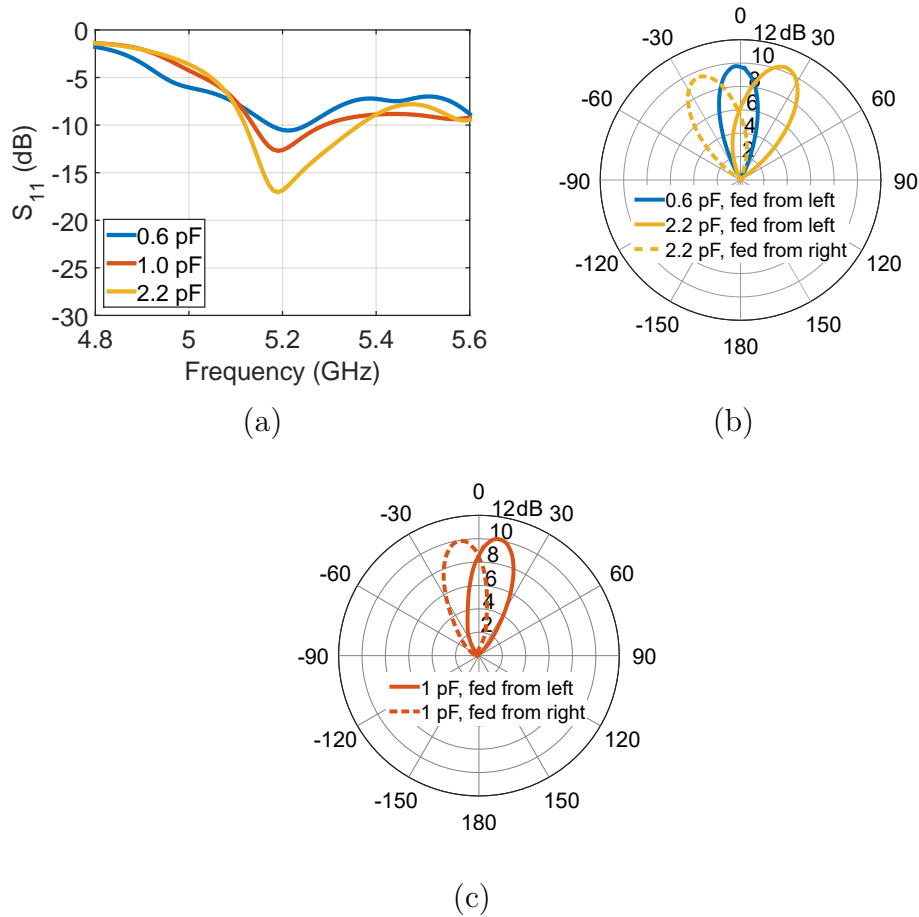 0
-5
-10
-15
-20
-25
-30
S11 (dB)
0.6 pF
1.0 pF
2.2 pF
4.8 5 5.2 5.4 5.6
Frequency (GHz)
(a)
0
-30 12 dB 30
10
8
-60 6 60
4
2
-90 90
0.6 pF, fed from left
2.2 pF, fed from left
2.2 pF, fed from right
-120 120
-150 150
180
(b)
0
-30 12 dB 30
10
8
-60 6 60
4
2
-90 90
1 pF, fed from left
1 pF, fed from right
-120 120
-150 150
180
(c)